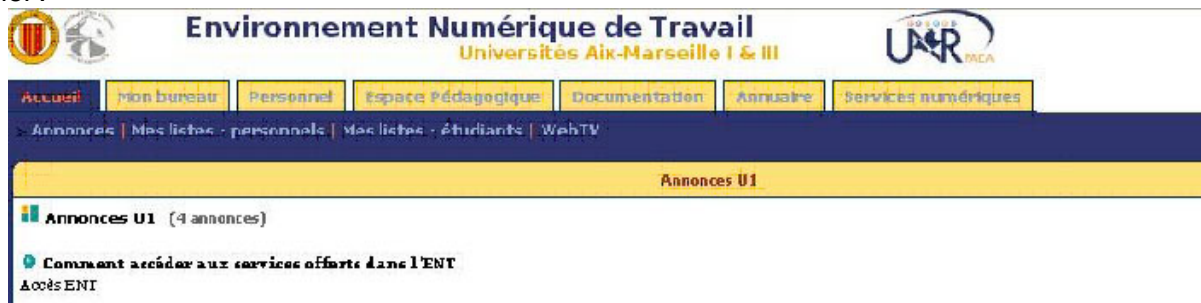 Environnement Numérique de Travail
Universités Aix-Marseille I & III
UNR PACA
Accueil Mon bureau Personnel Espace Pédagogique Documentation Annuaire Services numériques
Annonces | Mes listes - personnels | Mes listes - étudiants | WebTV
Annonces U1
Annonces U1 (4 annonces)
Comment accéder aux services offerts dans l'ENT
Accès ENT